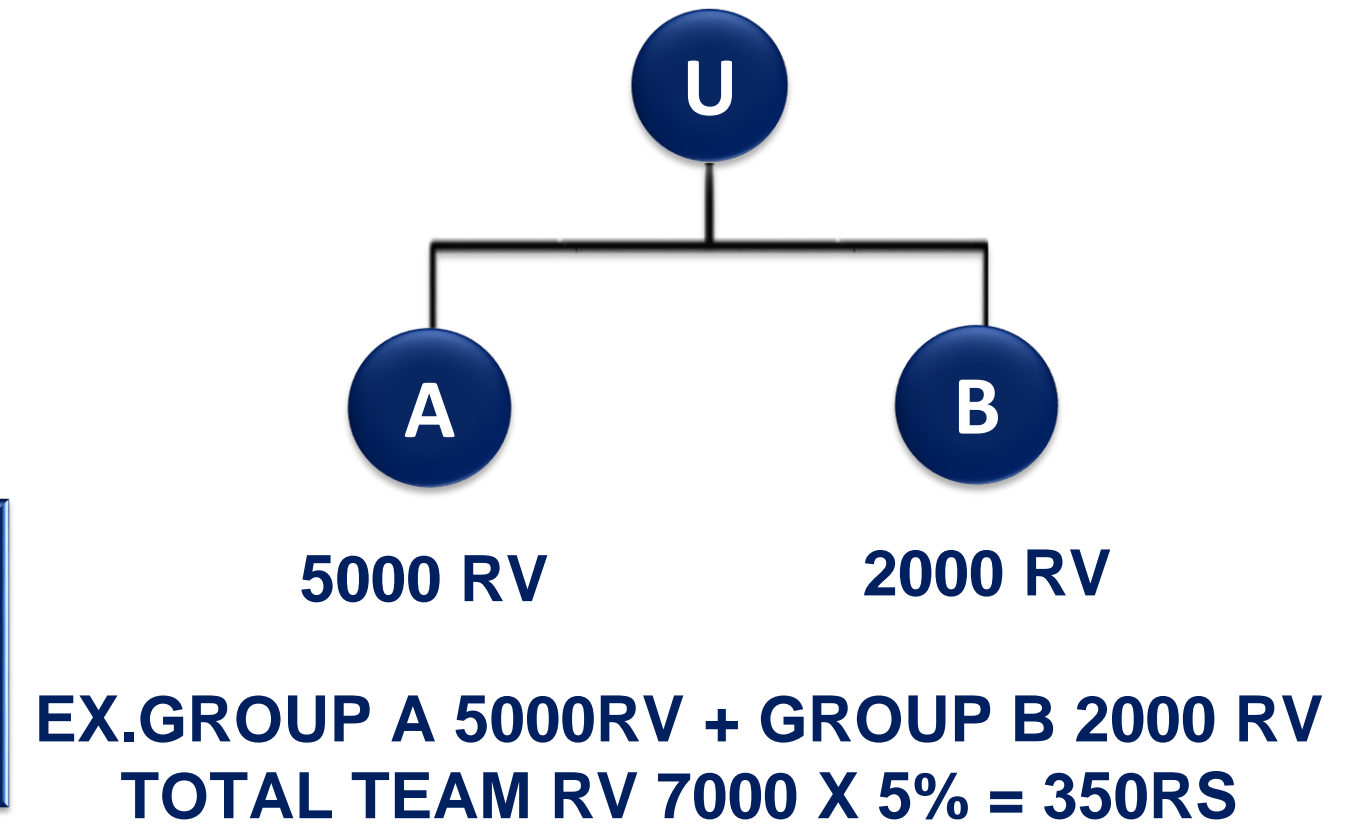 U
A
B
5000 RV
2000 RV
EX.GROUP A 5000RV + GROUP B 2000 RV
TOTAL TEAM RV 7000 X 5% = 350RS